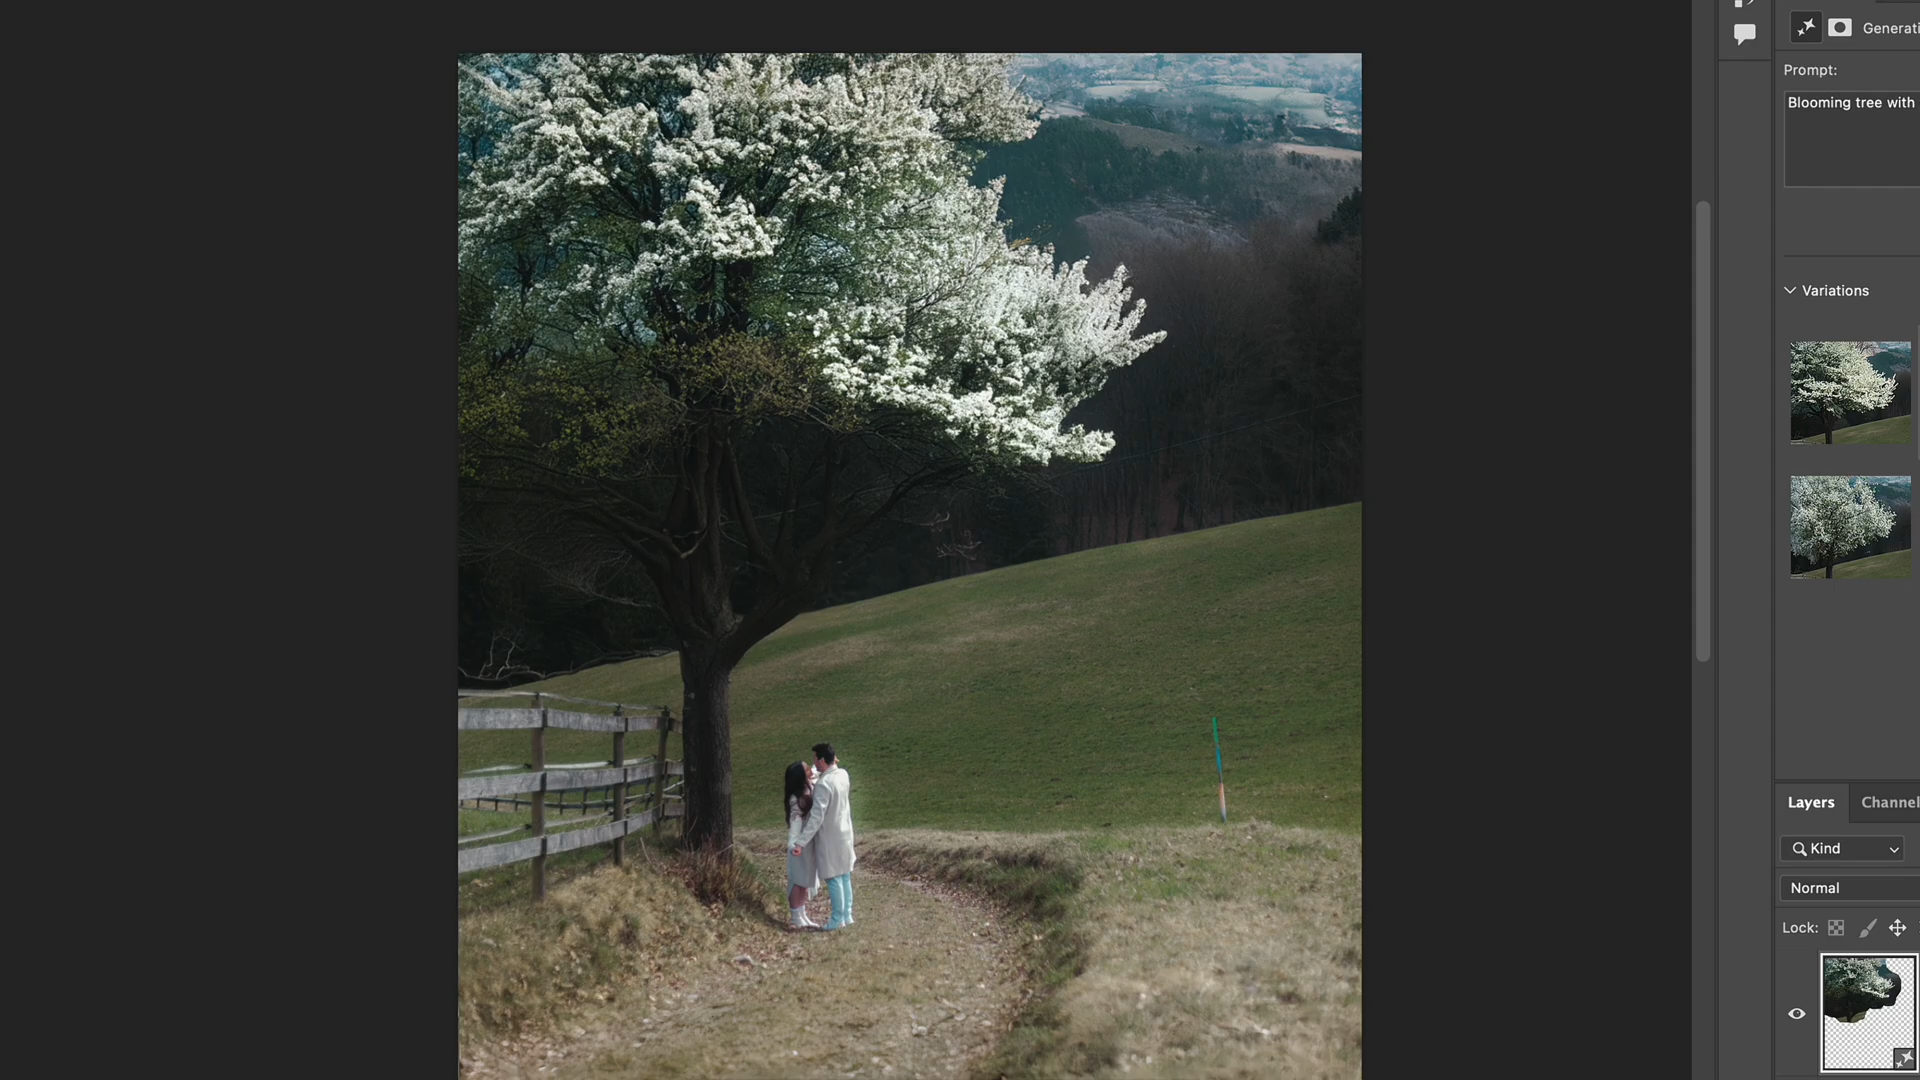 Generati
Prompt:
Blooming tree with
Variations
Layers
Channel
Kind
Normal
Lock: